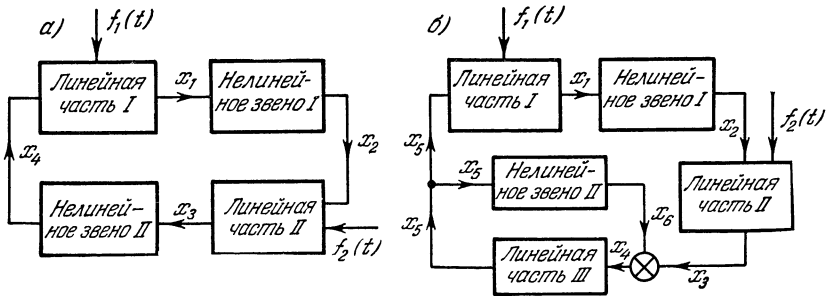 а)
f₁(t)
Линейная
часть I
x₁
Нелиней-
ное звено I
x₂
x₄
Нелиней-
ное звено II
x₃
Линейная
часть II
f₂(t)
б)
f₁(t)
Линейная
часть I
x₁
Нелиней-
ное звено I
x₂
f₂(t)
x₅
x₅
Нелиней-
ное звено II
x₆
Линейная
часть II
x₅
Линейная
часть III
x₄
x₃